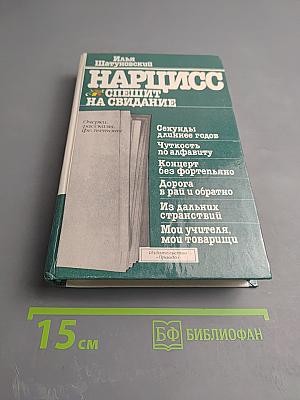 Илья
Шатуновский
НАРЦИСС
СПЕШИТ
НА СВИДАНИЕ
Очерки,
рассказы,
фельетоны
Секунды
длиннее годов
Чуткость
по алфавиту
Концерт
без фортепьяно
Дорога
в рай и обратно
Из дальних
странствий
Мои учителя,
мои товарищи
Издательство
«Правда»
15 см
БФ БИБЛИОФАН